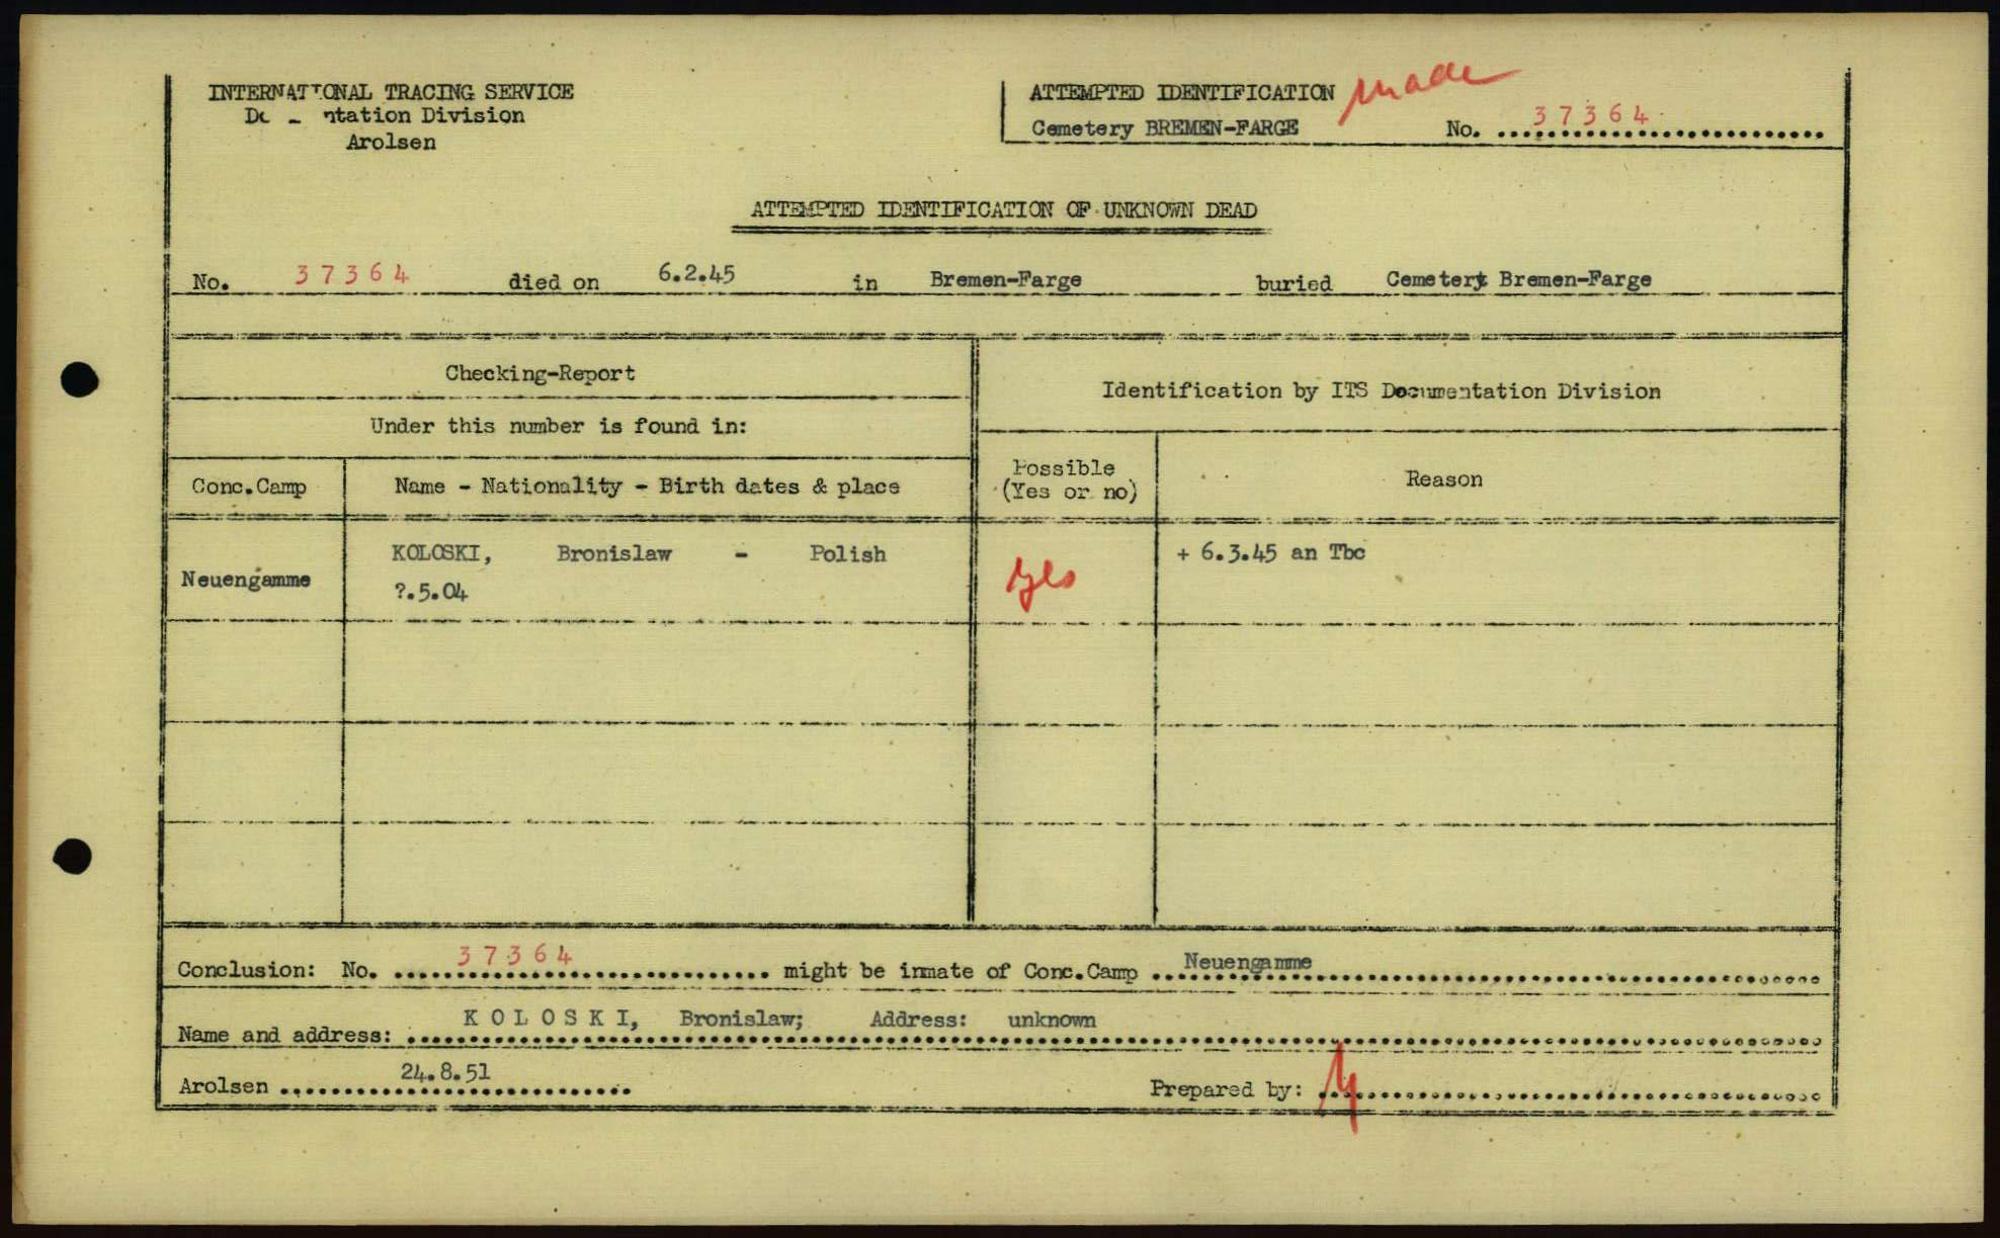 INTERNATIONAL TRACING SERVICE
ntation Division
Arolsen
ATTEMPTED IDENTIFICATION made
Cemetery BREMEN-FARGE No. 37364
ATTEMPTED IDENTIFICATION OF UNKNOWN DEAD
No. 37364 died on 6.2.45 in Bremen-Farge buried Cemetery Bremen-Farge
Checking-Report
Identification by ITS Documentation Division
Under this number is found in:
Conc.Camp
Name - Nationality - Birth dates & place
Possible
(Yes or no)
Reason
Neuengamme
KOLOSKI, Bronislaw - Polish
?.5.04
yes
+ 6.3.45 an Tbc
Conclusion: No. 37364 might be inmate of Conc.Camp Neuengamme
Name and address: K O L O S K I, Bronislaw; Address: unknown
Arolsen 24.8.51
Prepared by: